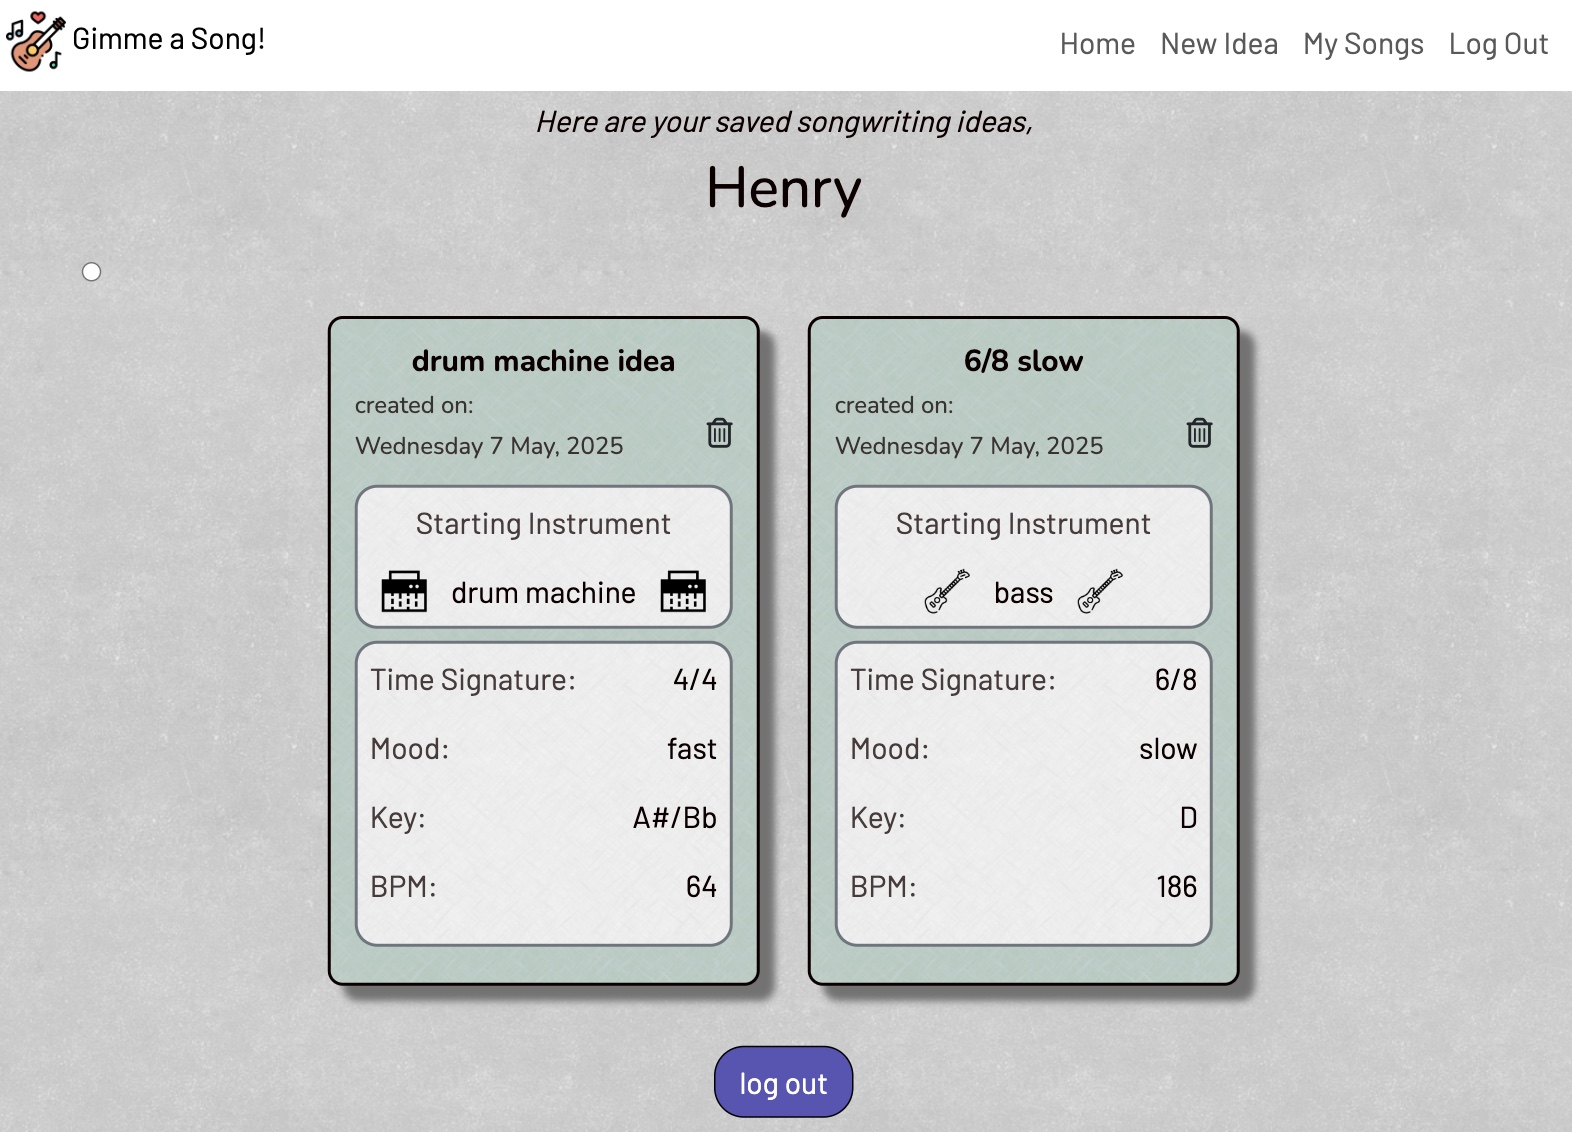 Gimme a Song!
Home New Idea My Songs Log Out
Here are your saved songwriting ideas,
Henry
drum machine idea
created on:
Wednesday 7 May, 2025
Starting Instrument
drum machine
Time Signature: 4/4
Mood: fast
Key: A#/Bb
BPM: 64
6/8 slow
created on:
Wednesday 7 May, 2025
Starting Instrument
bass
Time Signature: 6/8
Mood: slow
Key: D
BPM: 186
log out